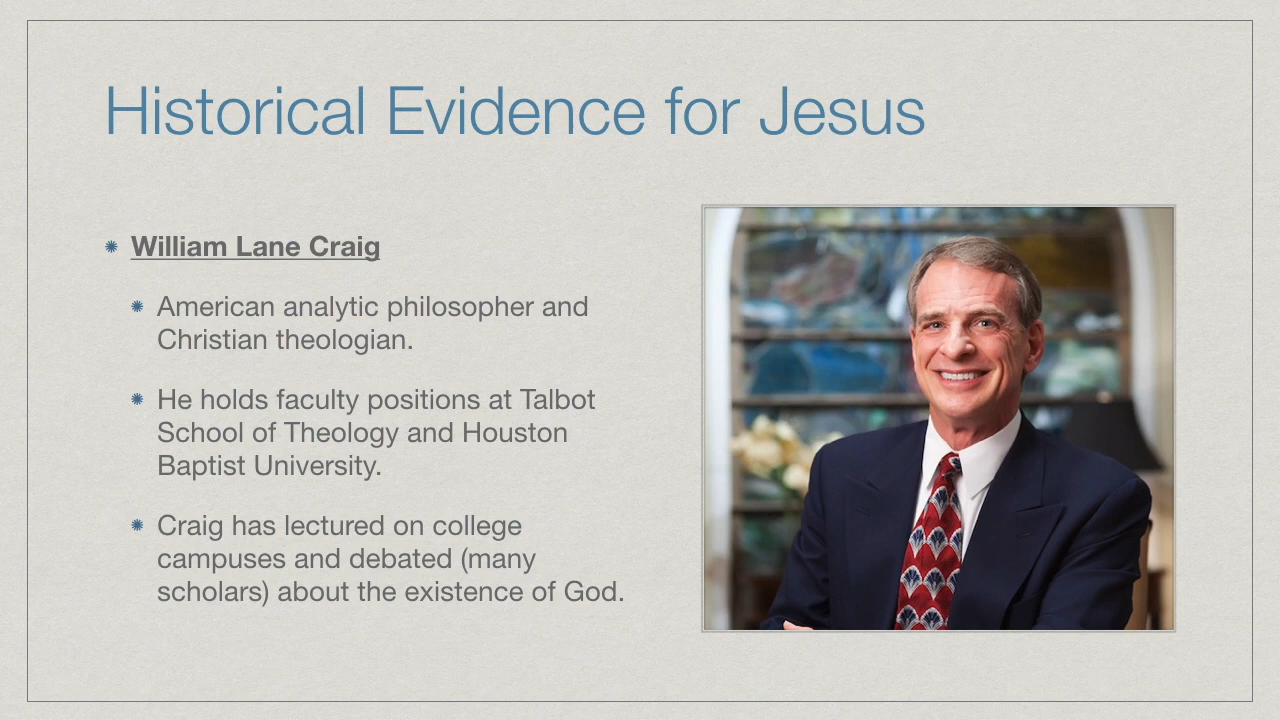 Historical Evidence for Jesus
William Lane Craig
American analytic philosopher and
Christian theologian.
He holds faculty positions at Talbot
School of Theology and Houston
Baptist University.
Craig has lectured on college
campuses and debated (many
scholars) about the existence of God.